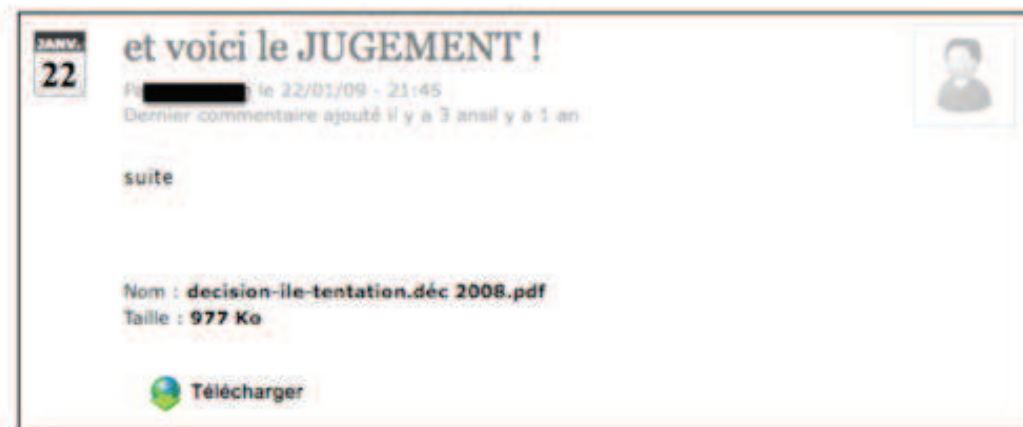 JANV.
22
et voici le JUGEMENT !
le 22/01/09 - 21:45
Dernier commentaire ajouté il y a 3 ansil y a 1 an
suite
Nom : decision-ile-tentation.déc 2008.pdf
Taille : 977 Ko
Télécharger